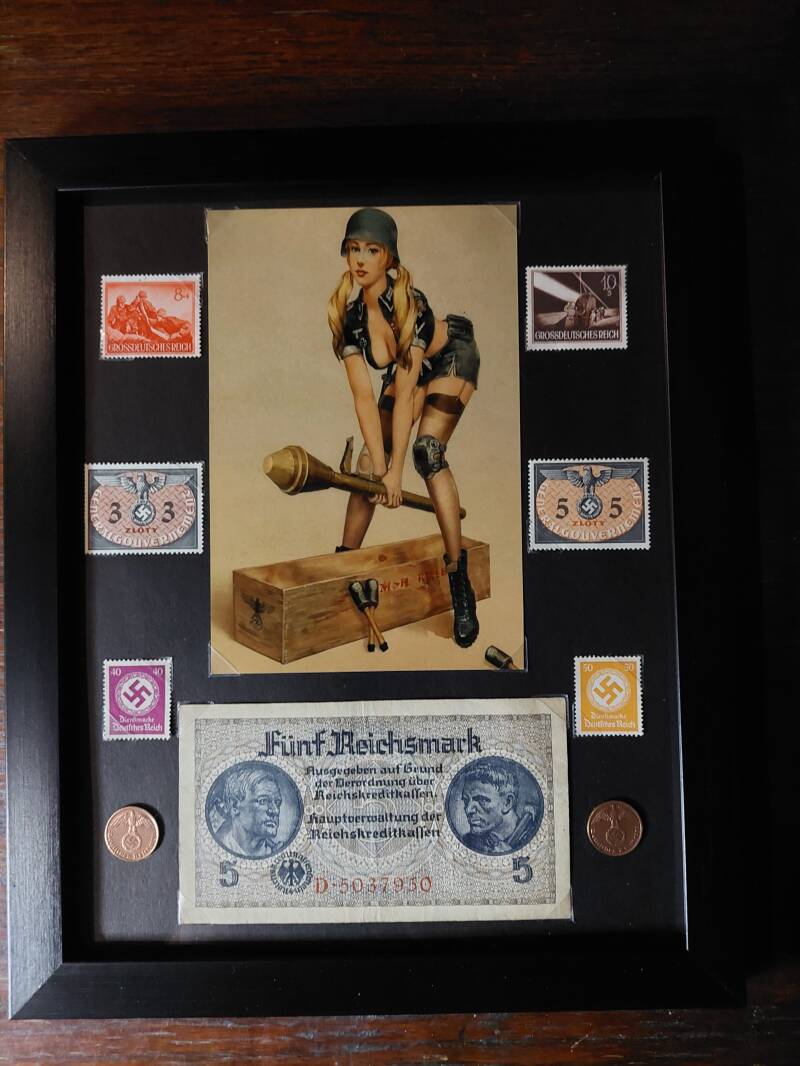 8+4
GROSSDEUTSCHES REICH
10
5
GROSSDEUTSCHES REICH
3 3
ZLOTY
GENERALGOUVERNEMENT
5 5
ZLOTY
GENERALGOUVERNEMENT
40 40
Dienstmarke
Deutsches Reich
50 50
Dienstmarke
Deutsches Reich
Fünf Reichsmark
Ausgegeben auf Grund
der Verordnung über
Reichskreditkassen.
Hauptverwaltung der
Reichskreditkassen
5 5
D·5037950